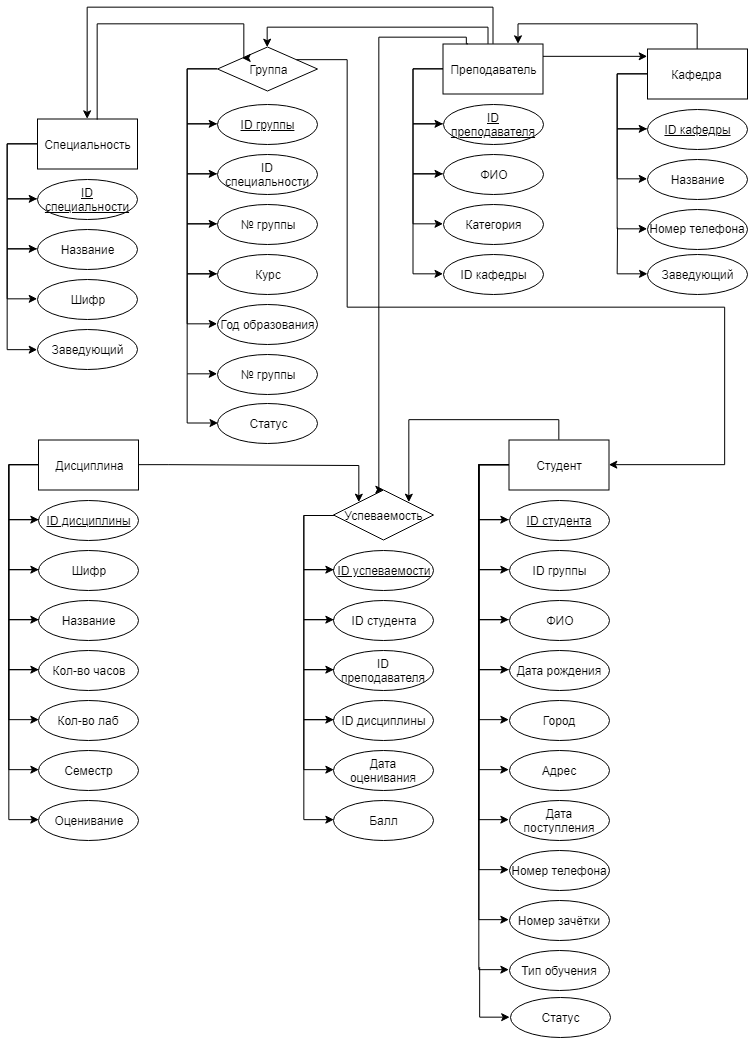 Группа
ID группы
ID
специальности
№ группы
Курс
Год образования
№ группы
Статус
Преподаватель
ID
преподавателя
ФИО
Категория
ID кафедры
Кафедра
ID кафедры
Название
Номер телефона
Заведующий
Специальность
ID
специальности
Название
Шифр
Заведующий
Дисциплина
ID дисциплины
Шифр
Название
Кол-во часов
Кол-во лаб
Семестр
Оценивание
Успеваемость
ID успеваемости
ID студента
ID
преподавателя
ID дисциплины
Дата
оценивания
Балл
Студент
ID студента
ID группы
ФИО
Дата рождения
Город
Адрес
Дата
поступления
Номер телефона
Номер зачётки
Тип обучения
Статус